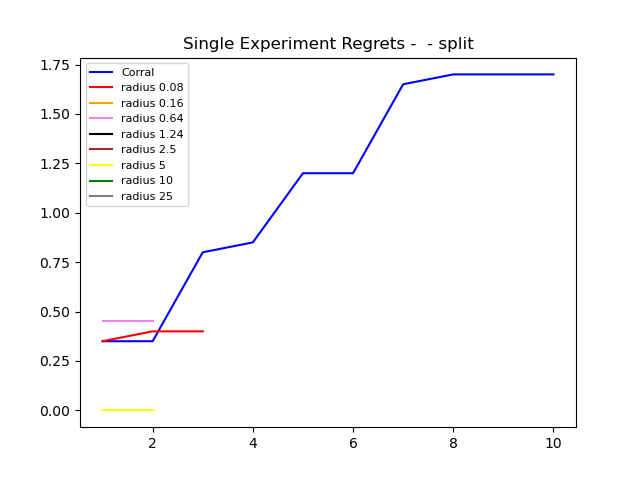 Single Experiment Regrets -  - split
1.75
1.50
1.25
1.00
0.75
0.50
0.25
0.00
Corral
radius 0.08
radius 0.16
radius 0.64
radius 1.24
radius 2.5
radius 5
radius 10
radius 25
2 4 6 8 10